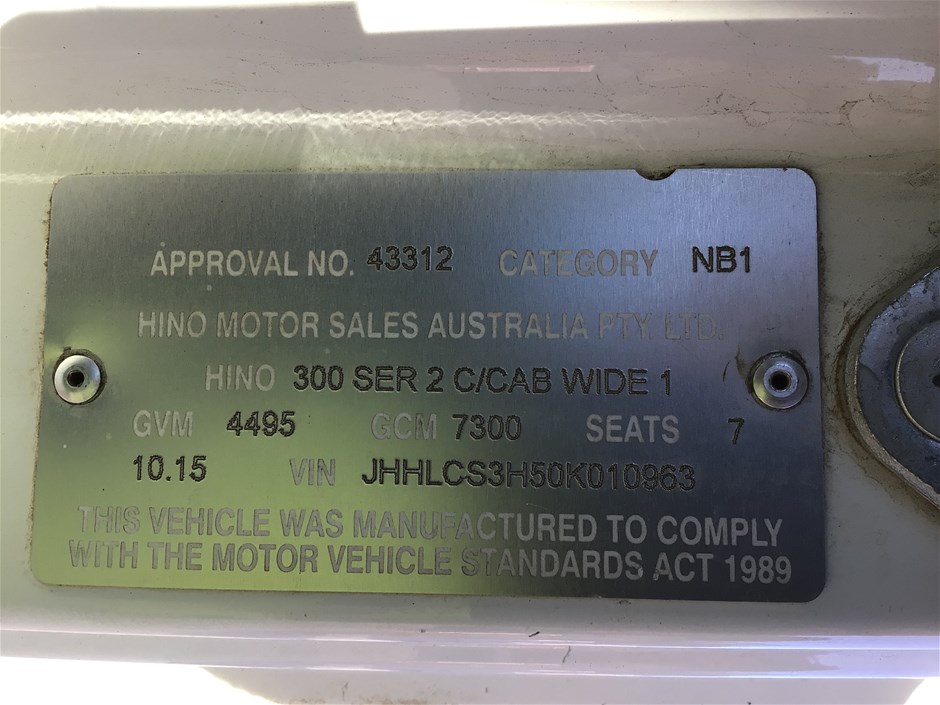 APPROVAL NO. 43312 CATEGORY NB1
HINO MOTOR SALES AUSTRALIA PTY. LTD.
HINO 300 SER 2 C/CAB WIDE 1
GVM 4495 GCM 7300 SEATS 7
10.15 VIN JHHLCS3H50K010963
THIS VEHICLE WAS MANUFACTURED TO COMPLY
WITH THE MOTOR VEHICLE STANDARDS ACT 1989